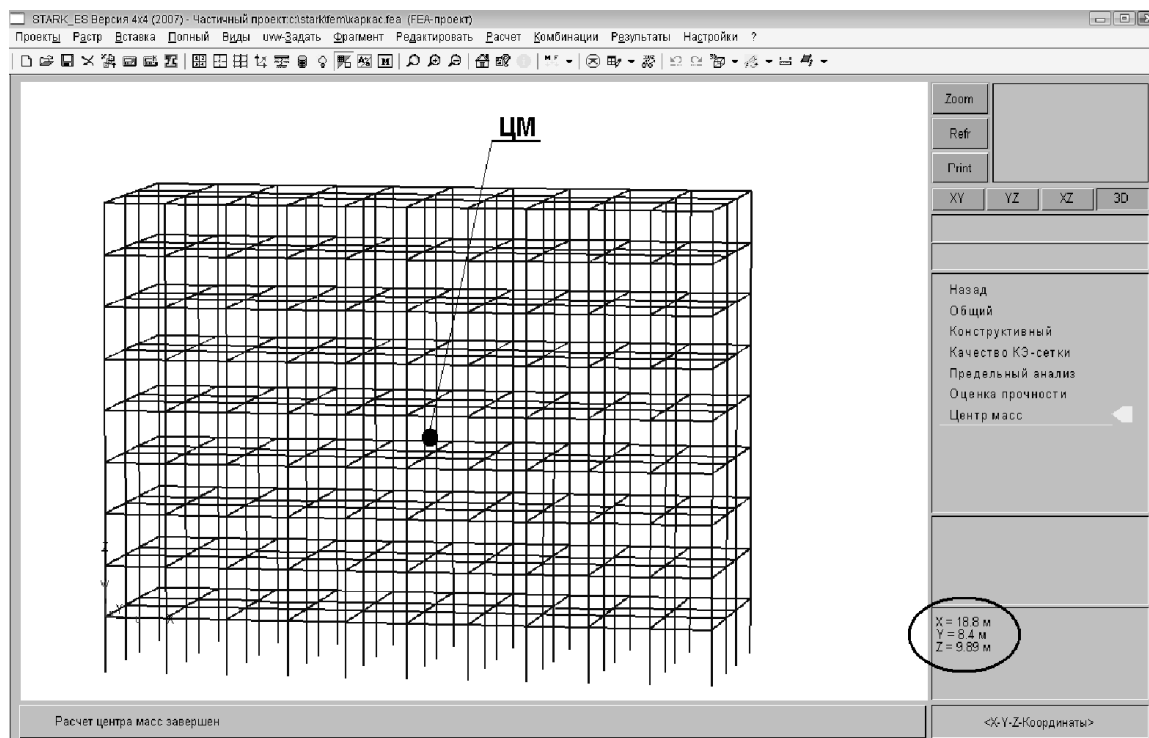 STARK_ES Версия 4x4 (2007) - Частичный проект:c:\stark\fem\каркас.fea (FEA-проект)
Проекты Растр Вставка Полный Виды uvw-Задать Фрагмент Редактировать Расчет Комбинации Результаты Настройки ?
ЦМ
Zoom
Refr
Print
XY YZ XZ 3D
Назад
Общий
Конструктивный
Качество КЭ-сетки
Предельный анализ
Оценка прочности
Центр масс
X = 18.8 м
Y = 8.4 м
Z = 9.89 м
Расчет центра масс завершен
<X-Y-Z-Координаты>